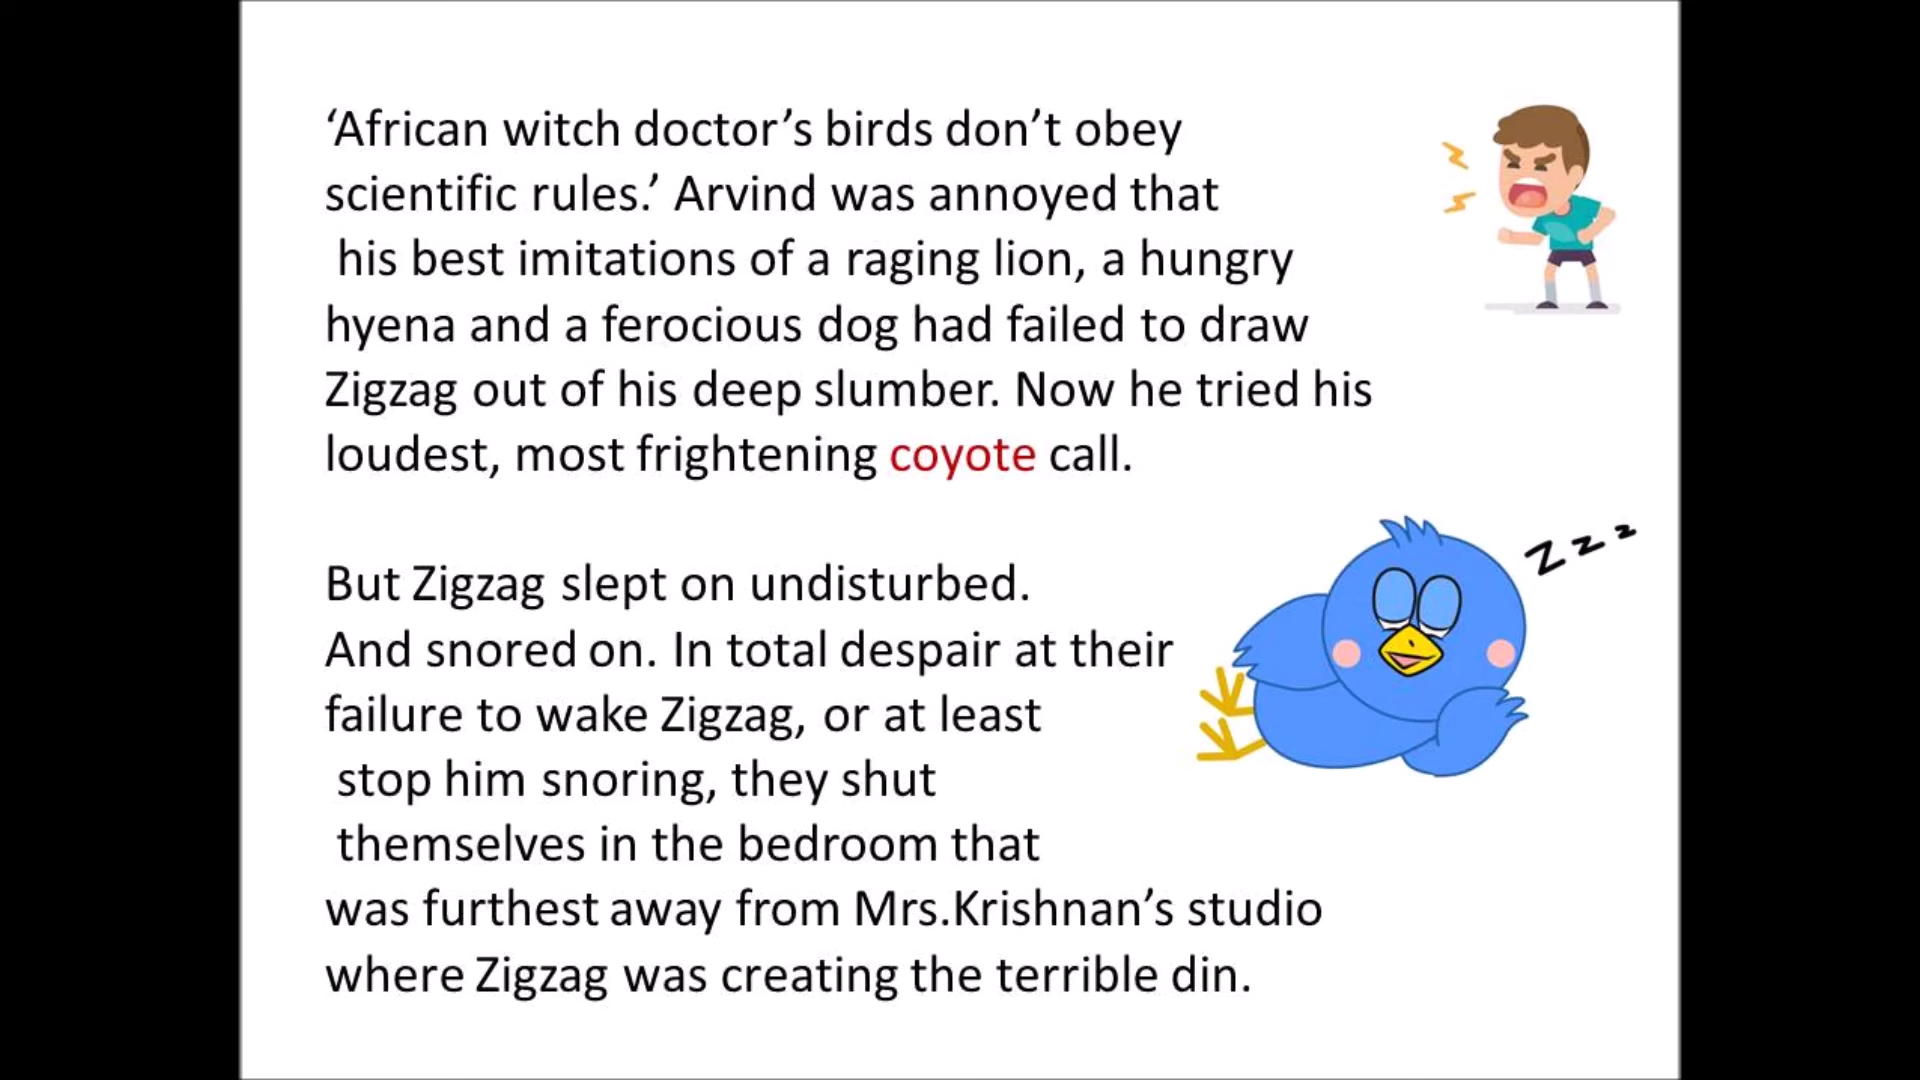 ‘African witch doctor’s birds don’t obey
scientific rules.’ Arvind was annoyed that
his best imitations of a raging lion, a hungry
hyena and a ferocious dog had failed to draw
Zigzag out of his deep slumber. Now he tried his
loudest, most frightening coyote call.
But Zigzag slept on undisturbed.
And snored on. In total despair at their
failure to wake Zigzag, or at least
stop him snoring, they shut
themselves in the bedroom that
was furthest away from Mrs.Krishnan’s studio
where Zigzag was creating the terrible din.
Z z z